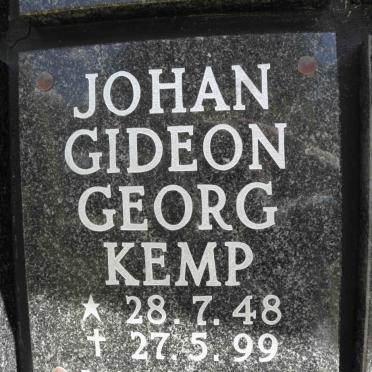 JOHAN
GIDEON
GEORG
KEMP
★ 28.7.48
✝ 27.5.99